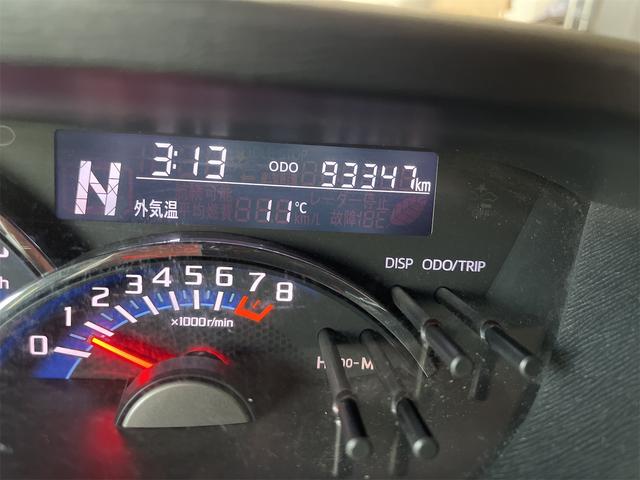 3:13 ODO 93347km
N
外気温 11℃
DISP ODO/TRIP
0 1 2 3 4 5 6 7 8
×1000r/min